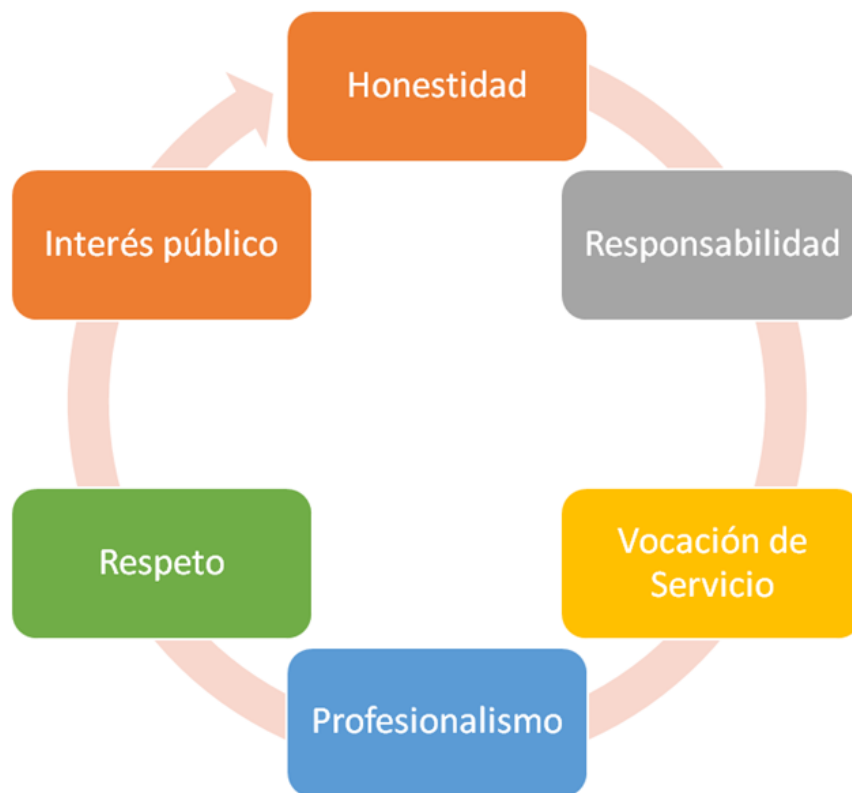 Honestidad
Responsabilidad
Vocación de
Servicio
Profesionalismo
Respeto
Interés público